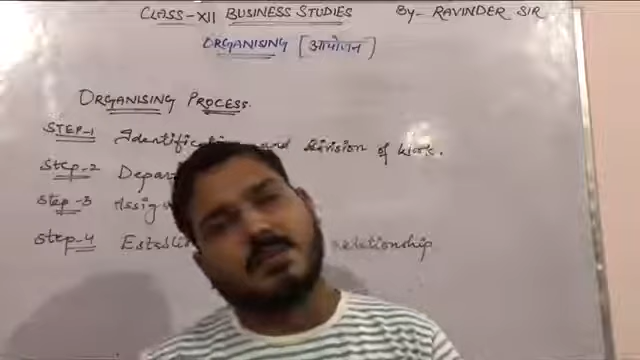 CLASS-XII BUSINESS STUDIES By- RAVINDER SIR
ORGANISING [आयोजन]
ORGANISING PROCESS.
STEP-1 Identification and division of work.
Step-2
Step-3
Step-4 relationship